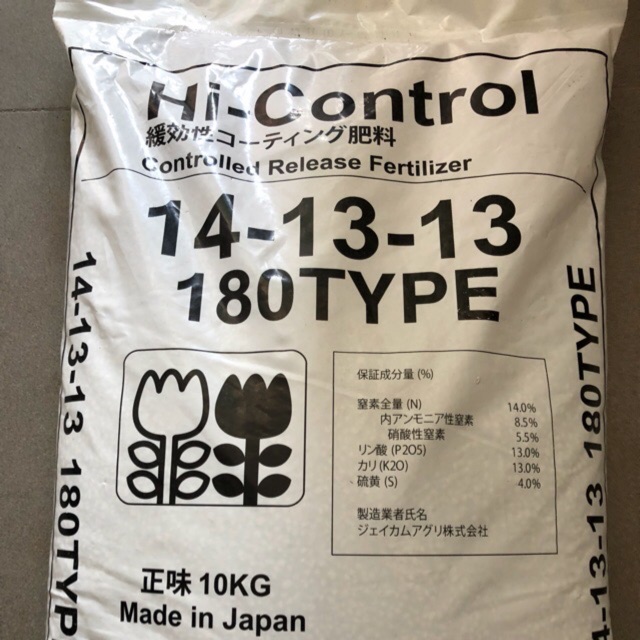 Hi-Control
緩効性コーティング肥料
Controlled Release Fertilizer
14-13-13
180TYPE
14-13-13 180TYPE
保証成分量 (%)
窒素全量 (N) 14.0%
内アンモニア性窒素 8.5%
硝酸性窒素 5.5%
リン酸 (P2O5) 13.0%
カリ (K2O) 13.0%
硫黄 (S) 4.0%
製造業者氏名
ジェイカムアグリ株式会社
正味 10KG
Made in Japan
14-13-13 180TYPE